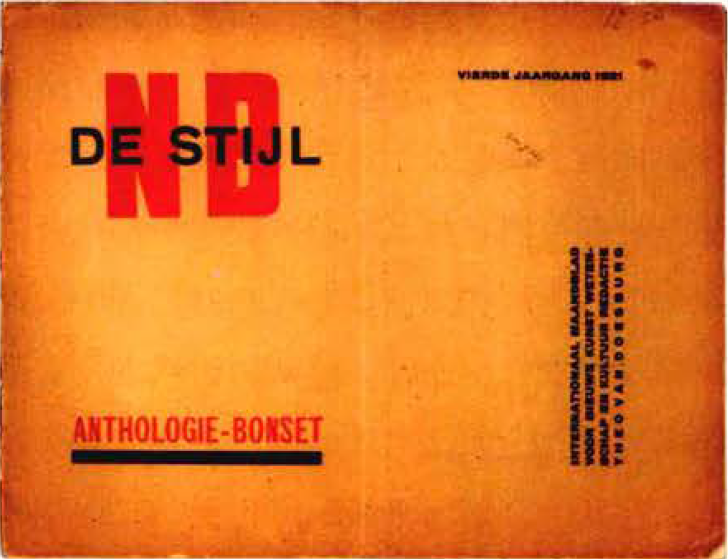 NB
DE STIJL
ANTHOLOGIE-BONSET
VIERDE JAARGANG 1921
INTERNATIONAAL MAANDBLAD
VOOR NIEUWE KUNST WETEN-
SCHAP EN KULTUUR REDACTIE
THEO VAN DOESBURG